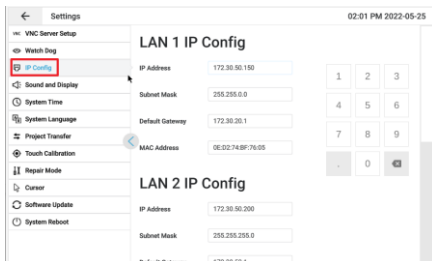 Settings
02:01 PM 2022-05-25
VNC VNC Server Setup
Watch Dog
IP Config
Sound and Display
System Time
System Language
Project Transfer
Touch Calibration
Repair Mode
Cursor
Software Update
System Reboot
LAN 1 IP Config
IP Address 172.30.50.150
Subnet Mask 255.255.0.0
Default Gateway 172.30.20.1
MAC Address 0E:D2:74:BF:76:05
1 2 3
4 5 6
7 8 9
. 0
LAN 2 IP Config
IP Address 172.30.50.200
Subnet Mask 255.255.255.0